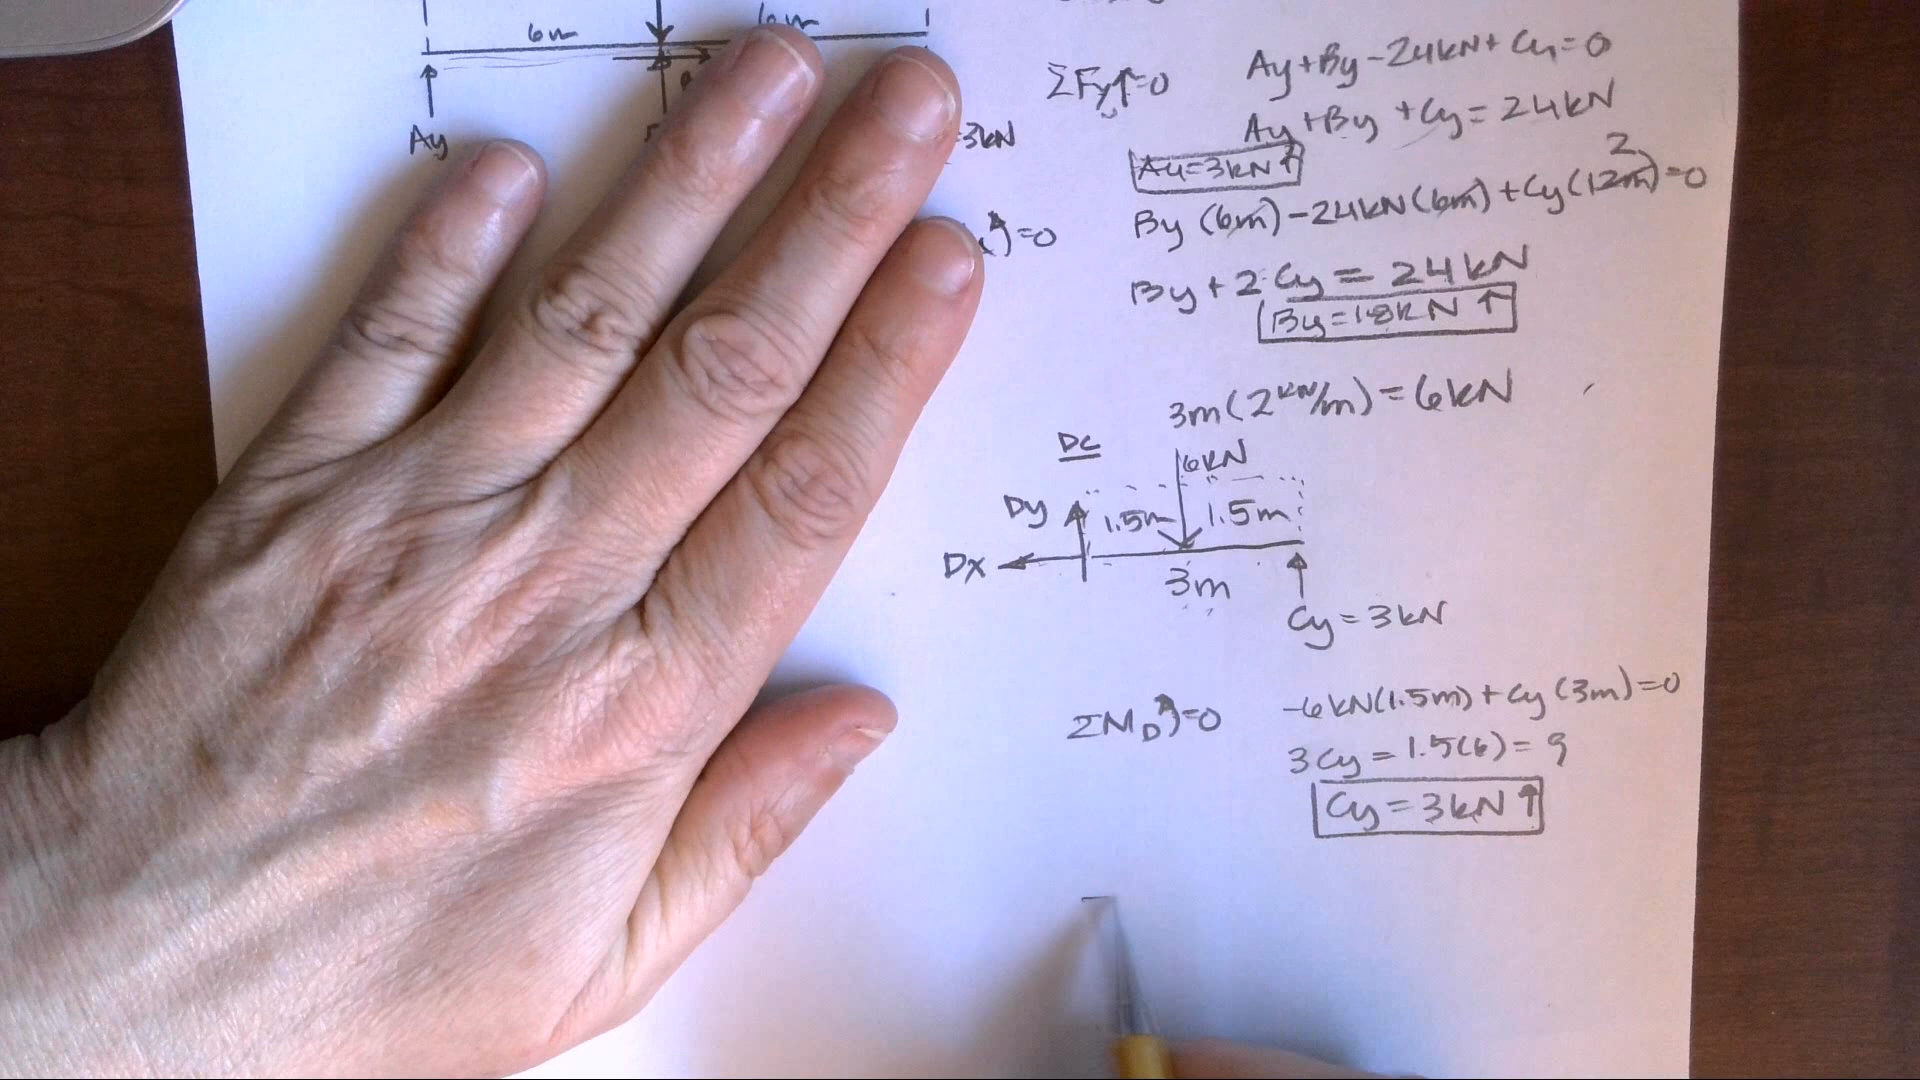 6m
6m
Ay
=3kN
)=0
ΣFy↑=0
Ay+By-24kN+Cy=0
Ay+By+Cy=24kN
Ay=3kN↑
2
By(6m)-24kN(6m)+Cy(12m)=0
By+2·Cy=24kN
By=18kN↑
3m(2kN/m)=6kN
DC
6kN
Dy
1.5m
1.5m
Dx
3m
Cy=3kN
ΣMD)=0
-6kN(1.5m)+Cy(3m)=0
3Cy=1.5(6)=9
Cy=3kN↑